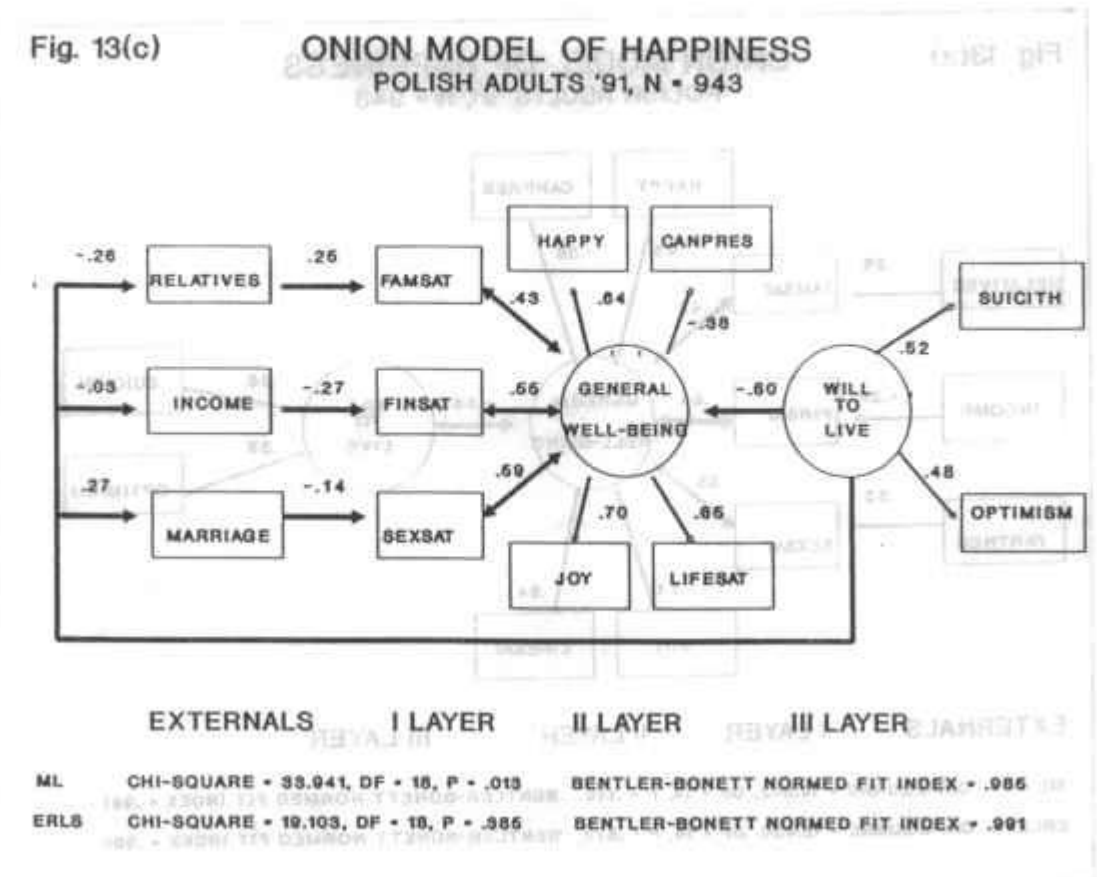 Fig. 13(c)
ONION MODEL OF HAPPINESS
POLISH ADULTS '91, N = 943
HAPPY
CANPRES
-.26
RELATIVES
.25
FAMSAT
SUICITH
.43
.64
-.38
.52
-.03
INCOME
-.27
FINSAT
.55
GENERAL
WELL-BEING
-.60
WILL
TO
LIVE
.27
MARRIAGE
-.14
SEXSAT
.59
.70
.65
.48
OPTIMISM
JOY
LIFESAT
EXTERNALS
I LAYER
II LAYER
III LAYER
ML CHI-SQUARE = 33.941, DF = 18, P = .013 BENTLER-BONETT NORMED FIT INDEX = .986
ERLS CHI-SQUARE = 19.103, DF = 18, P = .385 BENTLER-BONETT NORMED FIT INDEX = .991